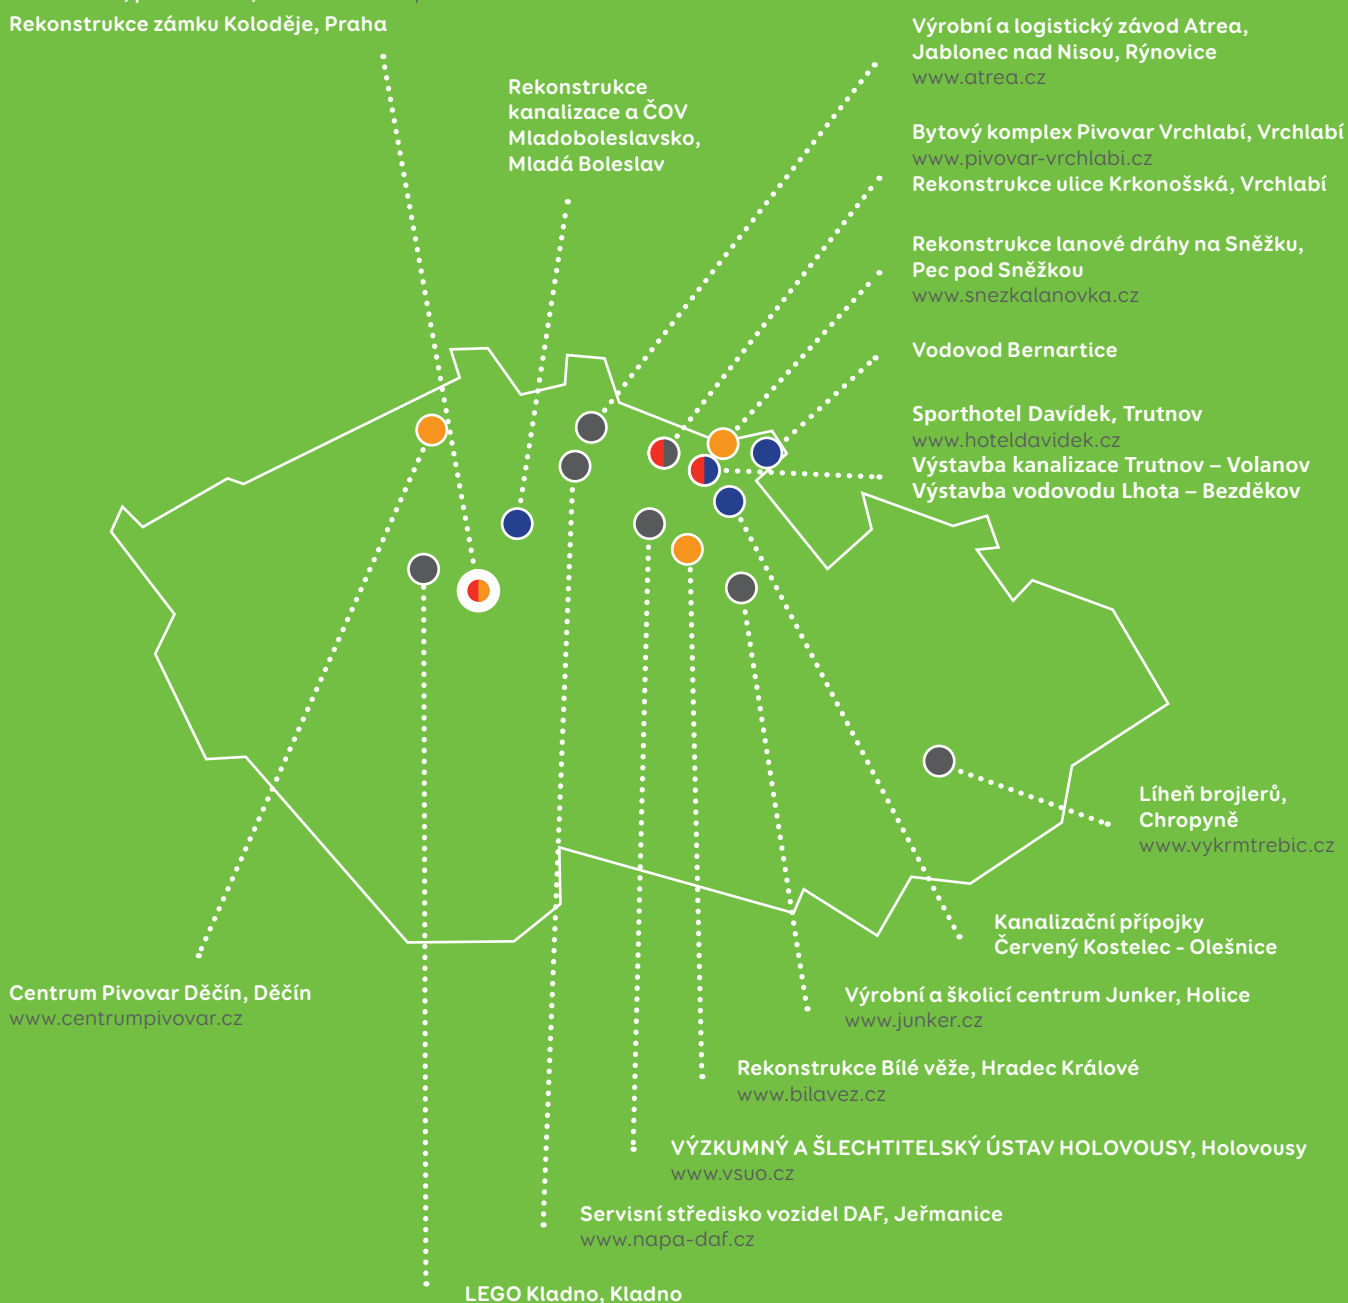 Rekonstrukce zámku Koloděje, Praha
Rekonstrukce
kanalizace a ČOV
Mladoboleslavsko,
Mladá Boleslav
Výrobní a logistický závod Atrea,
Jablonec nad Nisou, Rýnovice
www.atrea.cz
Bytový komplex Pivovar Vrchlabí, Vrchlabí
www.pivovar-vrchlabi.cz
Rekonstrukce ulice Krkonošská, Vrchlabí
Rekonstrukce lanové dráhy na Sněžku,
Pec pod Sněžkou
www.snezkalanovka.cz
Vodovod Bernartice
Sporthotel Davídek, Trutnov
www.hoteldavidek.cz
Výstavba kanalizace Trutnov – Volanov
Výstavba vodovodu Lhota – Bezděkov
Líheň brojlerů,
Chropyně
www.vykrmtrebic.cz
Kanalizační přípojky
Červený Kostelec - Olešnice
Centrum Pivovar Děčín, Děčín
www.centrumpivovar.cz
Výrobní a školicí centrum Junker, Holice
www.junker.cz
Rekonstrukce Bílé věže, Hradec Králové
www.bilavez.cz
VÝZKUMNÝ A ŠLECHTITELSKÝ ÚSTAV HOLOVOUSY, Holovousy
www.vsuo.cz
Servisní středisko vozidel DAF, Jeřmanice
www.napa-daf.cz
LEGO Kladno, Kladno